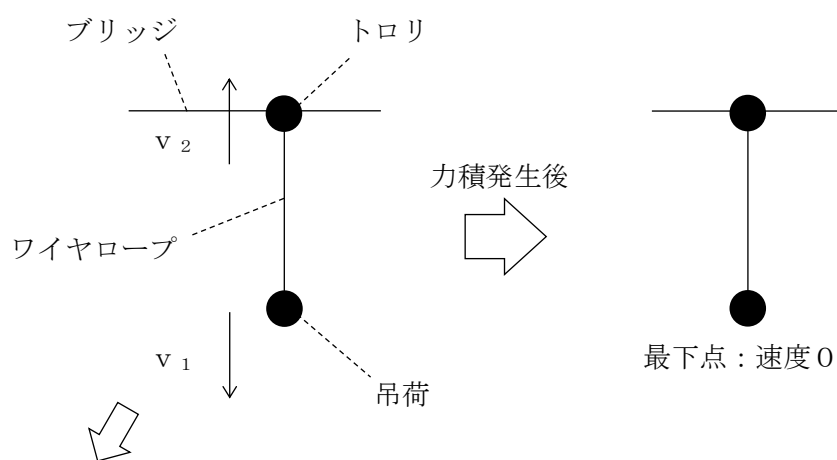 ブリッジ
トロリ
v ₂
力積発生後
ワイヤロープ
v ₁
最下点：速度０
吊荷